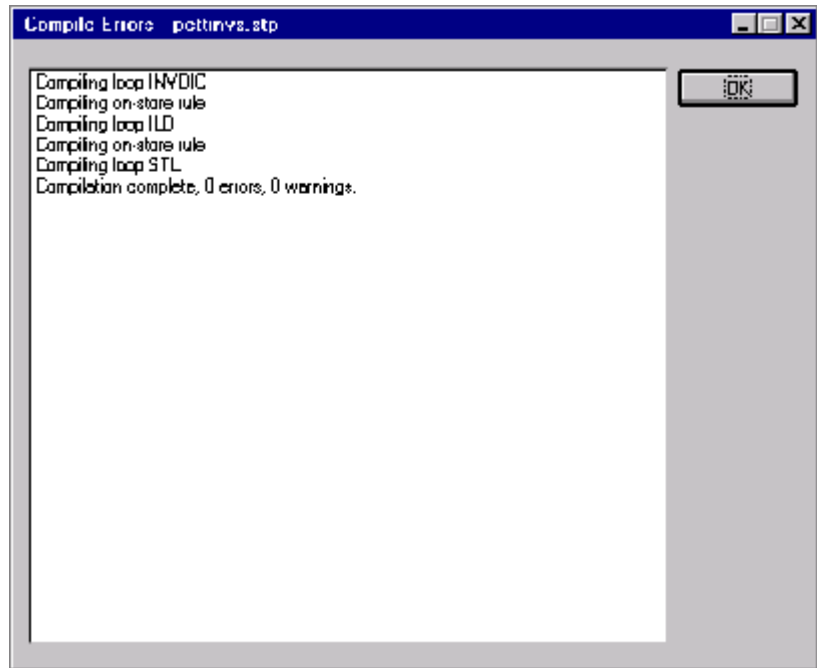 Compile Errors pettinvs.stp
OK
Compiling loop INVDIC
Compiling on-store rule
Compiling loop ILD
Compiling on-store rule
Compiling loop STL
Compilation complete, 0 errors, 0 warnings.